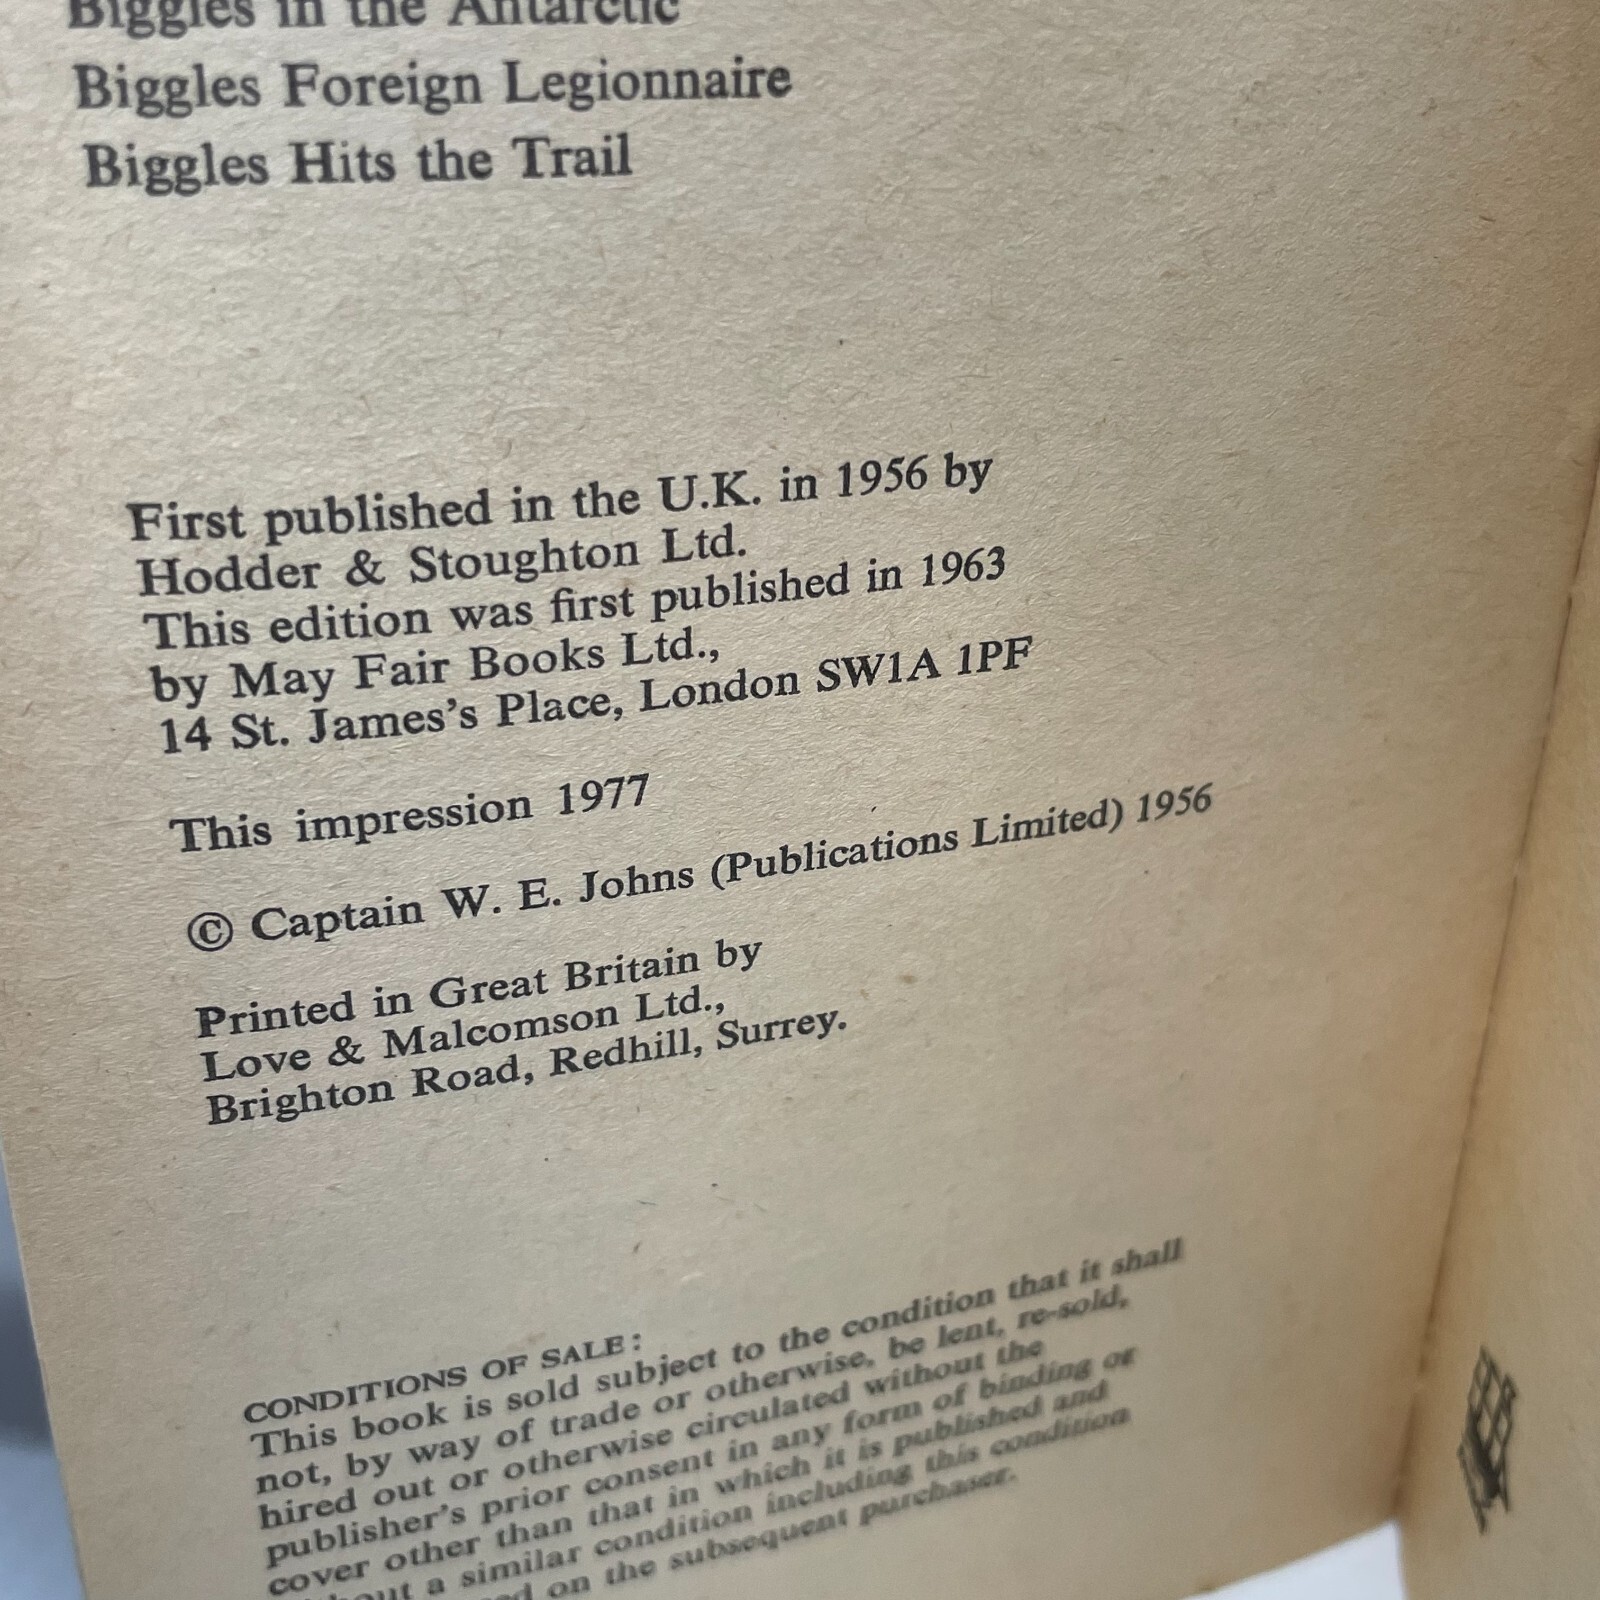 Biggles in the Antarctic
Biggles Foreign Legionnaire
Biggles Hits the Trail
First published in the U.K. in 1956 by
Hodder & Stoughton Ltd.
This edition was first published in 1963
by May Fair Books Ltd.,
14 St. James's Place, London SW1A 1PF
This impression 1977
© Captain W. E. Johns (Publications Limited) 1956
Printed in Great Britain by
Love & Malcomson Ltd.,
Brighton Road, Redhill, Surrey.
CONDITIONS OF SALE:
This book is sold subject to the condition that it shall
not, by way of trade or otherwise, be lent, re-sold,
hired out or otherwise circulated without the
publisher's prior consent in any form of binding or
cover other than that in which it is published and
a similar condition including this condition
on the subsequent purchaser.